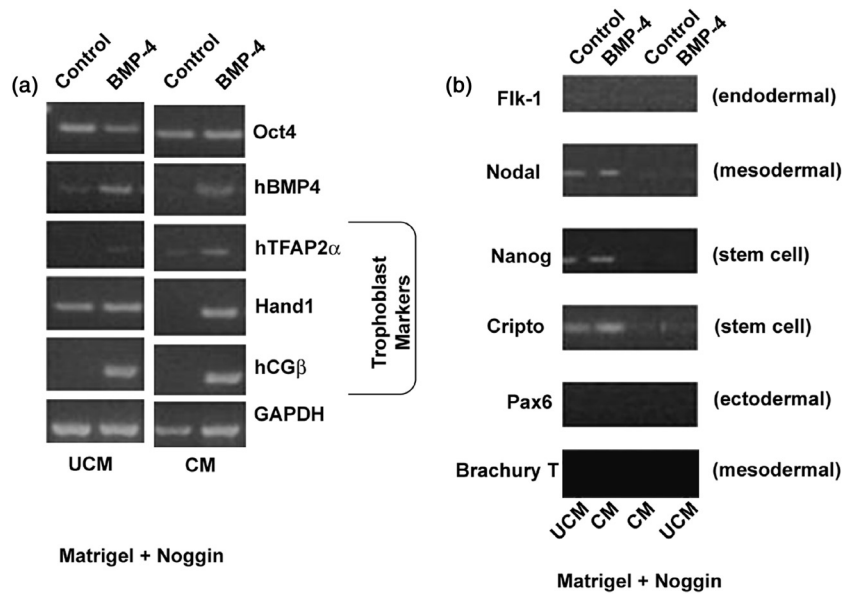 (a)
Control BMP-4 Control BMP-4
Oct4
hBMP4
hTFAP2α
Hand1
hCGβ
GAPDH
Trophoblast
Markers
UCM CM
Matrigel + Noggin
(b)
Control BMP-4 Control BMP-4
Flk-1 (endodermal)
Nodal (mesodermal)
Nanog (stem cell)
Cripto (stem cell)
Pax6 (ectodermal)
Brachury T (mesodermal)
UCM CM CM UCM
Matrigel + Noggin